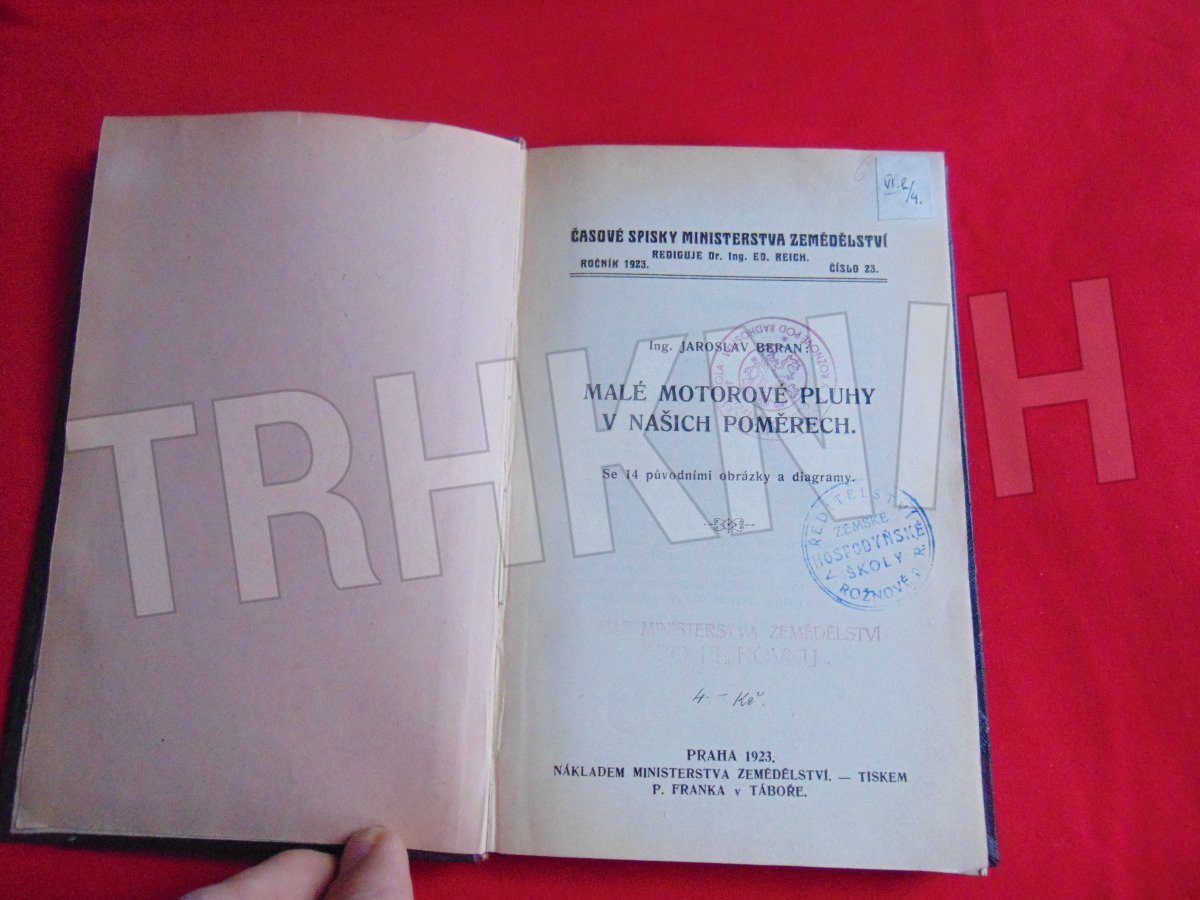 VI. 2/4.
ČASOVÉ SPISKY MINISTERSTVA ZEMĚDĚLSTVÍ
REDIGUJE Dr. Ing. ED. REICH.
ROČNÍK 1923. ČÍSLO 23.
Ing. JAROSLAV BERAN:
MALÉ MOTOROVÉ PLUHY
V NAŠICH POMĚRECH.
Se 14 původními obrázky a diagramy.
ŘEDITELSTVÍ
ZEMSKÉ
HOSPODYŇSKÉ
ŠKOLY
V ROŽNOVĚ P. R.
MINISTERSTVA ZEMĚDĚLSTVÍ
4.– Kč.
PRAHA 1923.
NÁKLADEM MINISTERSTVA ZEMĚDĚLSTVÍ. — TISKEM
P. FRANKA v TÁBOŘE.
TRHKNIH